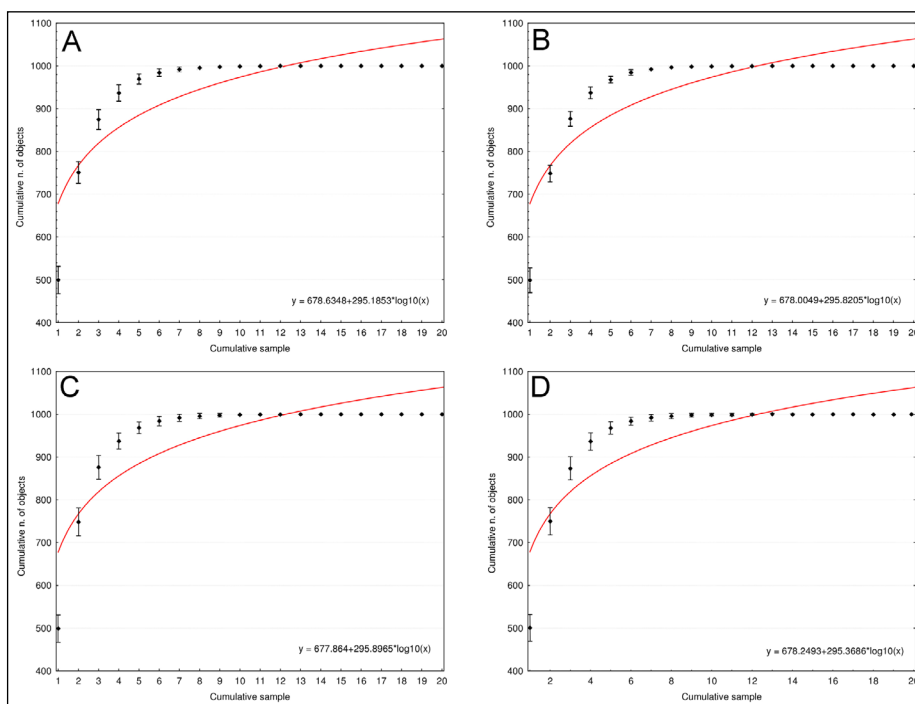 A
1100
1000
900
800
700
600
500
400
Cumulative n. of objects
y = 678.6348+295.1853*log10(x)
1 2 3 4 5 6 7 8 9 10 11 12 13 14 15 16 17 18 19 20
Cumulative sample
B
1100
1000
900
800
700
600
500
400
Cumulative n. of objects
y = 678.0049+295.8205*log10(x)
1 2 3 4 5 6 7 8 9 10 11 12 13 14 15 16 17 18 19 20
Cumulative sample
C
1100
1000
900
800
700
600
500
400
Cumulative n. of objects
y = 677.864+295.8965*log10(x)
1 2 3 4 5 6 7 8 9 10 11 12 13 14 15 16 17 18 19 20
Cumulative sample
D
1100
1000
900
800
700
600
500
400
Cumulative n. of objects
y = 678.2493+295.3686*log10(x)
2 4 6 8 10 12 14 16 18 20
Cumulative sample